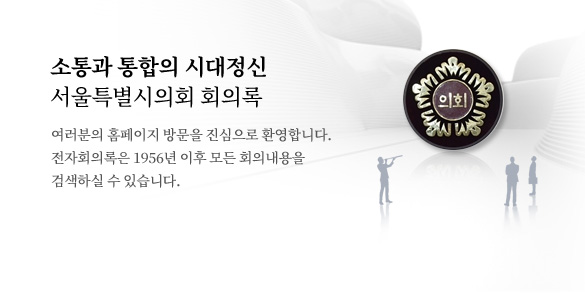 소통과 통합의 시대정신
서울특별시의회 회의록
여러분의 홈페이지 방문을 진심으로 환영합니다.
전자회의록은 1956년 이후 모든 회의내용을
검색하실 수 있습니다.
의회